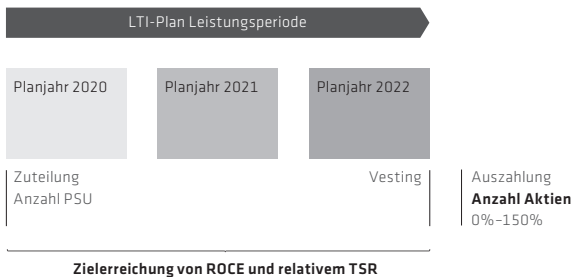 LTI-Plan Leistungsperiode
Planjahr 2020
Planjahr 2021
Planjahr 2022
Zuteilung
Anzahl PSU
Vesting
Auszahlung
Anzahl Aktien
0%–150%
Zielerreichung von ROCE und relativem TSR